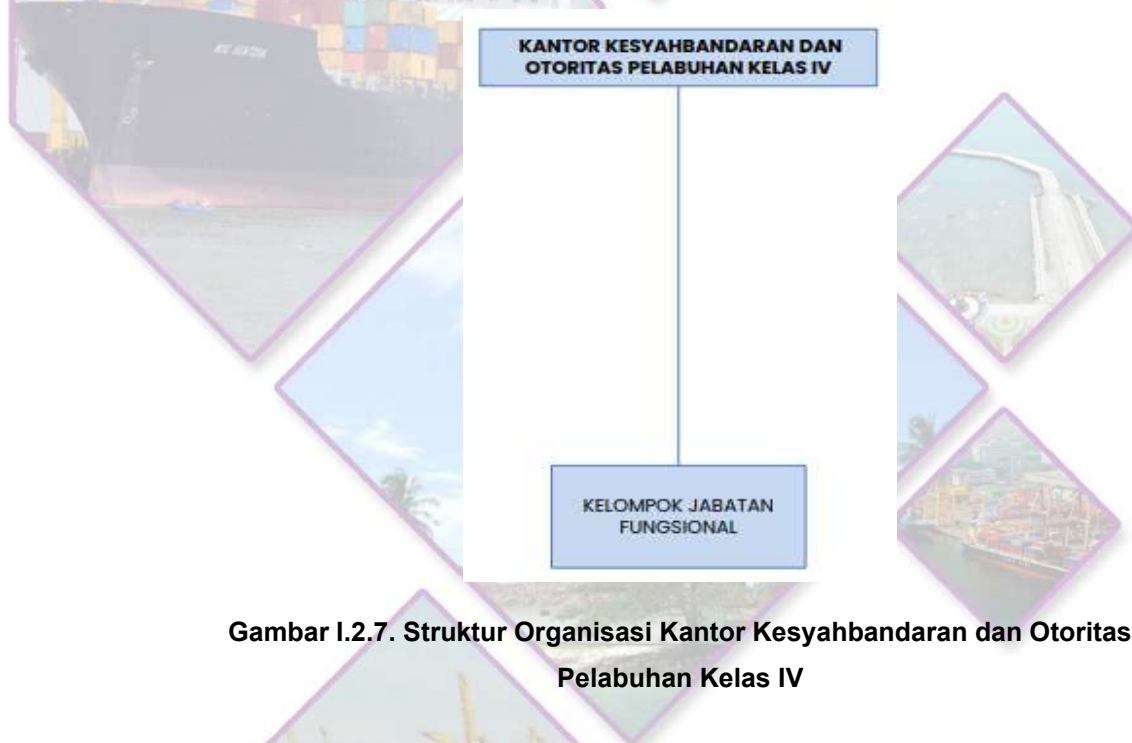 KANTOR KESYAHBANDARAN DAN
OTORITAS PELABUHAN KELAS IV
KELOMPOK JABATAN
FUNGSIONAL
Gambar I.2.7. Struktur Organisasi Kantor Kesyahbandaran dan Otoritas
Pelabuhan Kelas IV